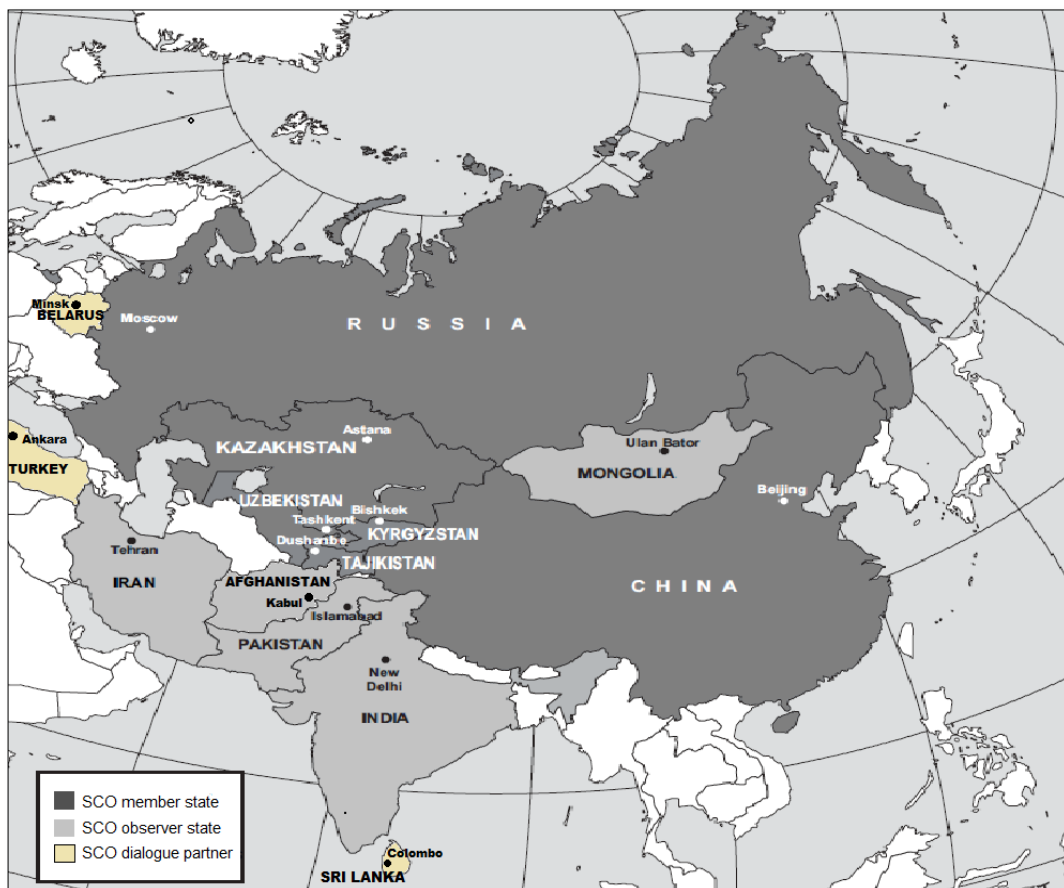 Minsk
BELARUS
Moscow
R U S S I A
Ankara
TURKEY
Astana
KAZAKHSTAN
Ulan Bator
MONGOLIA
UZBEKISTAN
Beijing
Bishkek
Tashkent
KYRGYZSTAN
Dushanbe
Tehran
TAJIKISTAN
IRAN
AFGHANISTAN
C H I N A
Kabul
Islamabad
PAKISTAN
New
Delhi
INDIA
SCO member state
SCO observer state
SCO dialogue partner
Colombo
SRI LANKA